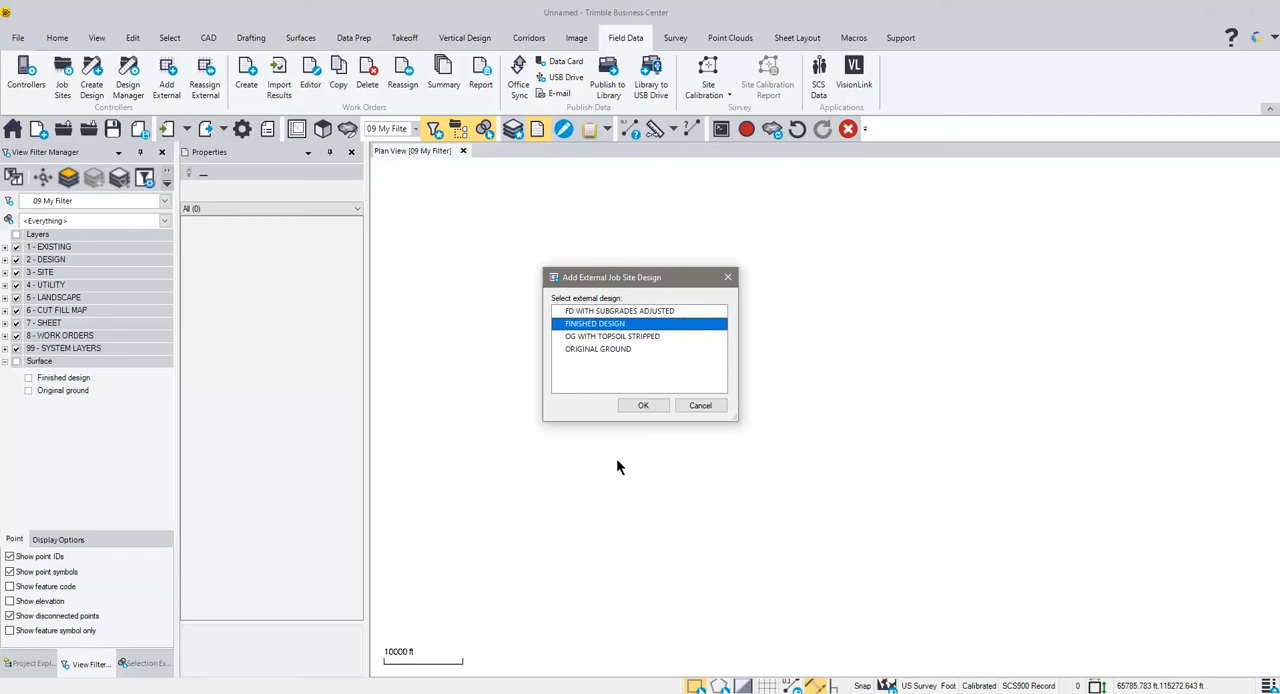 Unnamed - Trimble Business Center
File Home View Edit Select CAD Drafting Surfaces Data Prep Takeoff Vertical Design Corridors Image Field Data Survey Point Clouds Sheet Layout Macros Support
Controllers
Job Sites
Create Design
Design Manager
Add External
Reassign External
Create
Import Results
Editor
Copy
Delete
Reassign
Summary
Report
Office Sync
Data Card
USB Drive
E-mail
Publish to Library
Library to USB Drive
Site Calibration
Site Calibration Report
SCS Data
VL
VisionLink
Controllers Work Orders Publish Data Survey Applications
09 My Filte
View Filter Manager
Properties
Plan View [09 My Filter]
09 My Filter
<Everything>
All (0)
Layers
1 - EXISTING
2 - DESIGN
3 - SITE
4 - UTILITY
5 - LANDSCAPE
6 - CUT FILL MAP
7 - SHEET
8 - WORK ORDERS
99 - SYSTEM LAYERS
Surface
Finished design
Original ground
Add External Job Site Design
Select external design:
FD WITH SUBGRADES ADJUSTED
FINISHED DESIGN
OG WITH TOPSOIL STRIPPED
ORIGINAL GROUND
OK Cancel
Point Display Options
Show point IDs
Show point symbols
Show feature code
Show elevation
Show disconnected points
Show feature symbol only
10000 ft
Project Expl... View Filter... Selection Ex...
Snap US Survey Foot Calibrated SCS900 Record 0 65785.783 ft,115272.643 ft